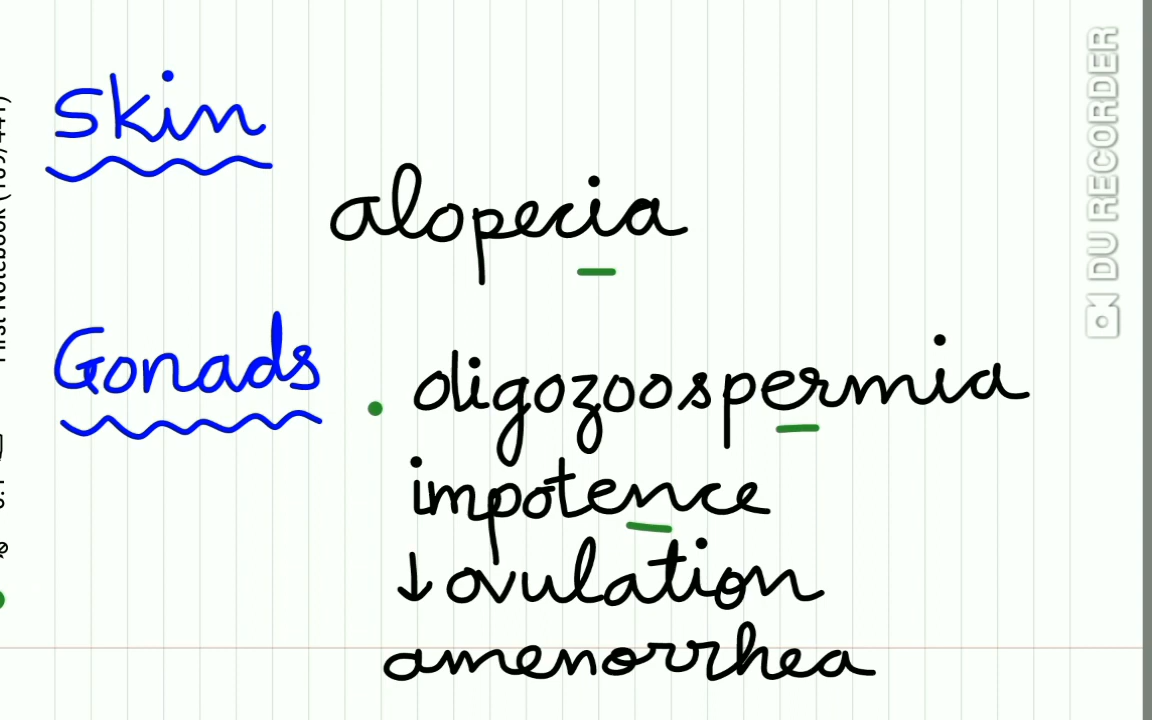 Skin
alopecia
Gonads
oligozoospermia
impotence
↓ovulation
amenorrhea
DU RECORDER